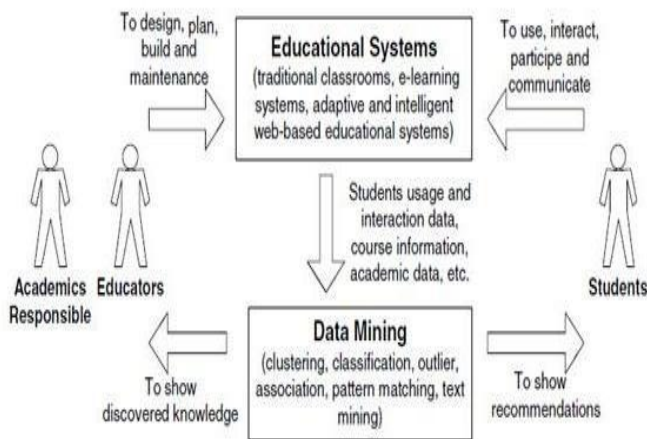 To design, plan,
build and
maintenance
Educational Systems
(traditional classrooms, e-learning
systems, adaptive and intelligent
web-based educational systems)
To use, interact,
participe and
communicate
Students usage and
interaction data,
course information,
academic data, etc.
Academics
Responsible
Educators
Students
Data Mining
(clustering, classification, outlier,
association, pattern matching, text
mining)
To show
discovered knowledge
To show
recommendations